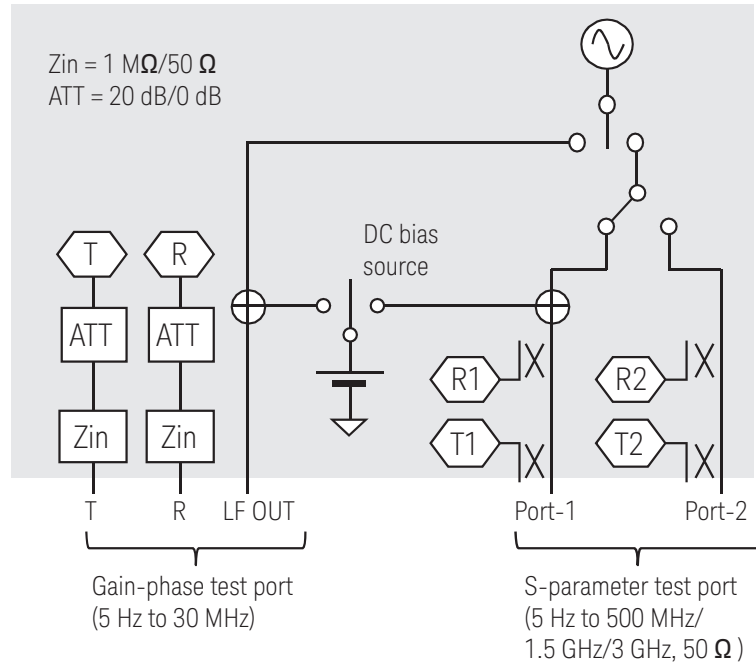 Zin = 1 MΩ/50 Ω
ATT = 20 dB/0 dB
DC bias
source
T
R
ATT
ATT
Zin
Zin
R1
R2
T1
T2
T
R
LF OUT
Port-1
Port-2
Gain-phase test port
(5 Hz to 30 MHz)
S-parameter test port
(5 Hz to 500 MHz/
1.5 GHz/3 GHz, 50 Ω )